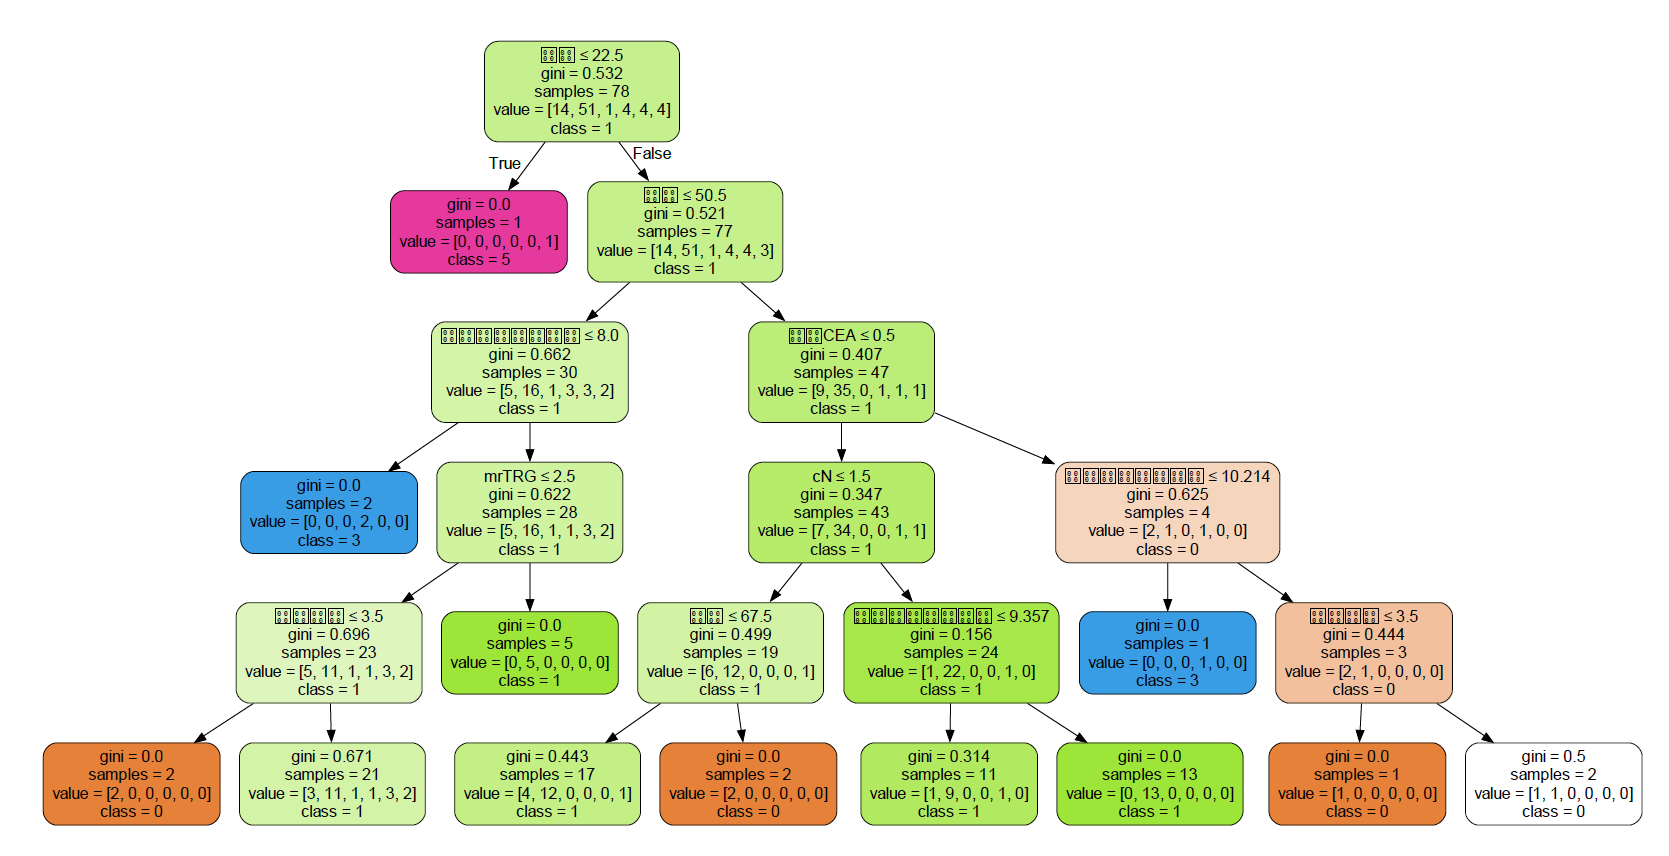 ≤ 22.5
gini = 0.532
samples = 78
value = [14, 51, 1, 4, 4, 4]
class = 1
True
False
gini = 0.0
samples = 1
value = [0, 0, 0, 0, 0, 1]
class = 5
≤ 50.5
gini = 0.521
samples = 77
value = [14, 51, 1, 4, 4, 3]
class = 1
≤ 8.0
gini = 0.662
samples = 30
value = [5, 16, 1, 3, 3, 2]
class = 1
CEA ≤ 0.5
gini = 0.407
samples = 47
value = [9, 35, 0, 1, 1, 1]
class = 1
gini = 0.0
samples = 2
value = [0, 0, 0, 2, 0, 0]
class = 3
mrTRG ≤ 2.5
gini = 0.622
samples = 28
value = [5, 16, 1, 1, 3, 2]
class = 1
cN ≤ 1.5
gini = 0.347
samples = 43
value = [7, 34, 0, 0, 1, 1]
class = 1
≤ 10.214
gini = 0.625
samples = 4
value = [2, 1, 0, 1, 0, 0]
class = 0
≤ 3.5
gini = 0.696
samples = 23
value = [5, 11, 1, 1, 3, 2]
class = 1
gini = 0.0
samples = 5
value = [0, 5, 0, 0, 0, 0]
class = 1
≤ 67.5
gini = 0.499
samples = 19
value = [6, 12, 0, 0, 0, 1]
class = 1
≤ 9.357
gini = 0.156
samples = 24
value = [1, 22, 0, 0, 1, 0]
class = 1
gini = 0.0
samples = 1
value = [0, 0, 0, 1, 0, 0]
class = 3
≤ 3.5
gini = 0.444
samples = 3
value = [2, 1, 0, 0, 0, 0]
class = 0
gini = 0.0
samples = 2
value = [2, 0, 0, 0, 0, 0]
class = 0
gini = 0.671
samples = 21
value = [3, 11, 1, 1, 3, 2]
class = 1
gini = 0.443
samples = 17
value = [4, 12, 0, 0, 0, 1]
class = 1
gini = 0.0
samples = 2
value = [2, 0, 0, 0, 0, 0]
class = 0
gini = 0.314
samples = 11
value = [1, 9, 0, 0, 1, 0]
class = 1
gini = 0.0
samples = 13
value = [0, 13, 0, 0, 0, 0]
class = 1
gini = 0.0
samples = 1
value = [1, 0, 0, 0, 0, 0]
class = 0
gini = 0.5
samples = 2
value = [1, 1, 0, 0, 0, 0]
class = 0